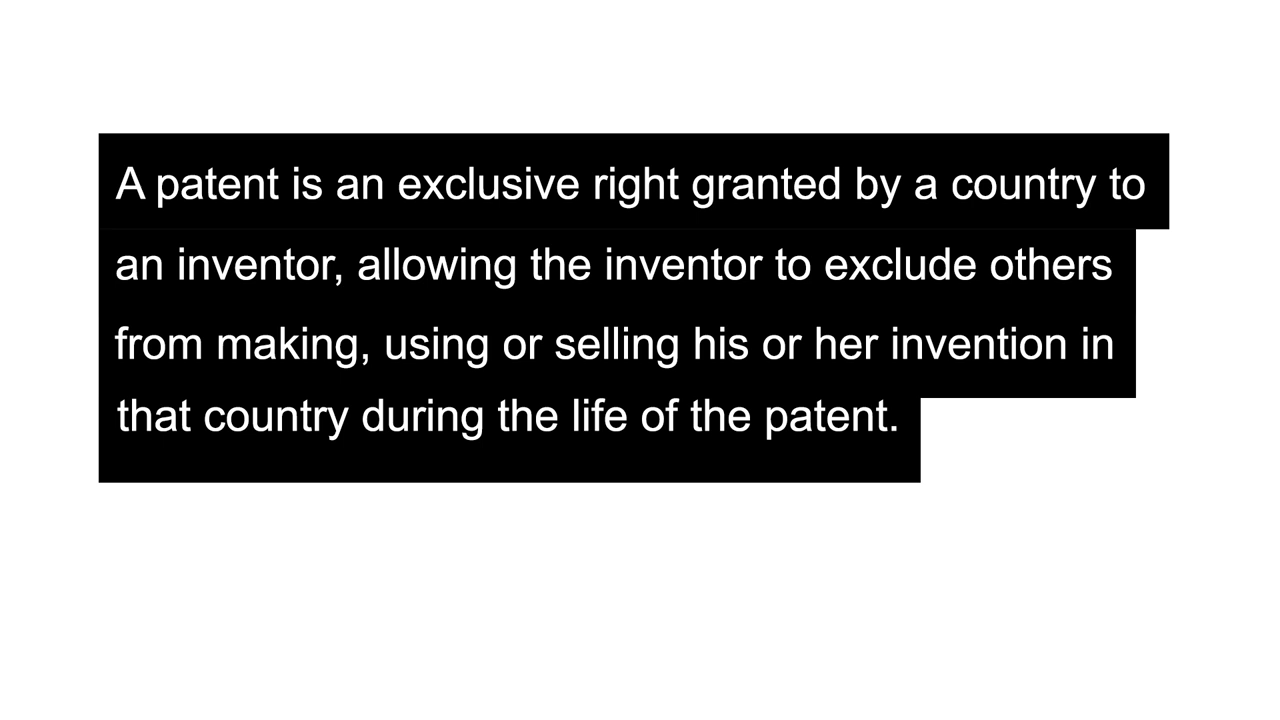 A patent is an exclusive right granted by a country to
an inventor, allowing the inventor to exclude others
from making, using or selling his or her invention in
that country during the life of the patent.